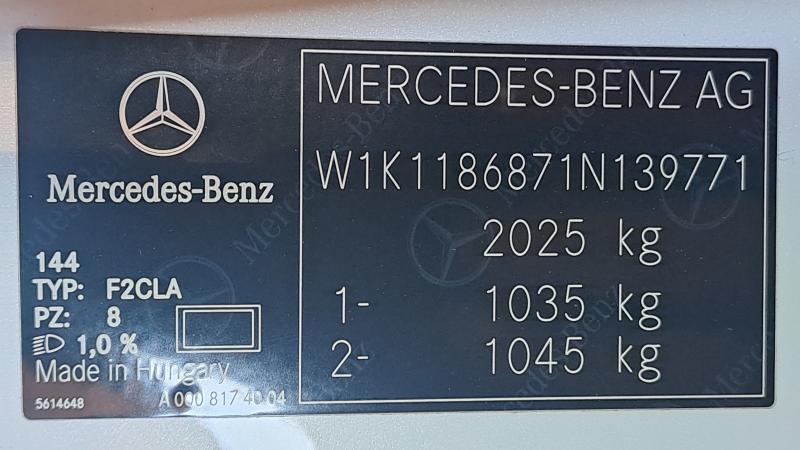 Mercedes-Benz
144
TYP: F2CLA
PZ: 8
1,0 %
Made in Hungary
5614648 A 000 817 40 04
MERCEDES-BENZ AG
W1K1186871N139771
2025 kg
1- 1035 kg
2- 1045 kg